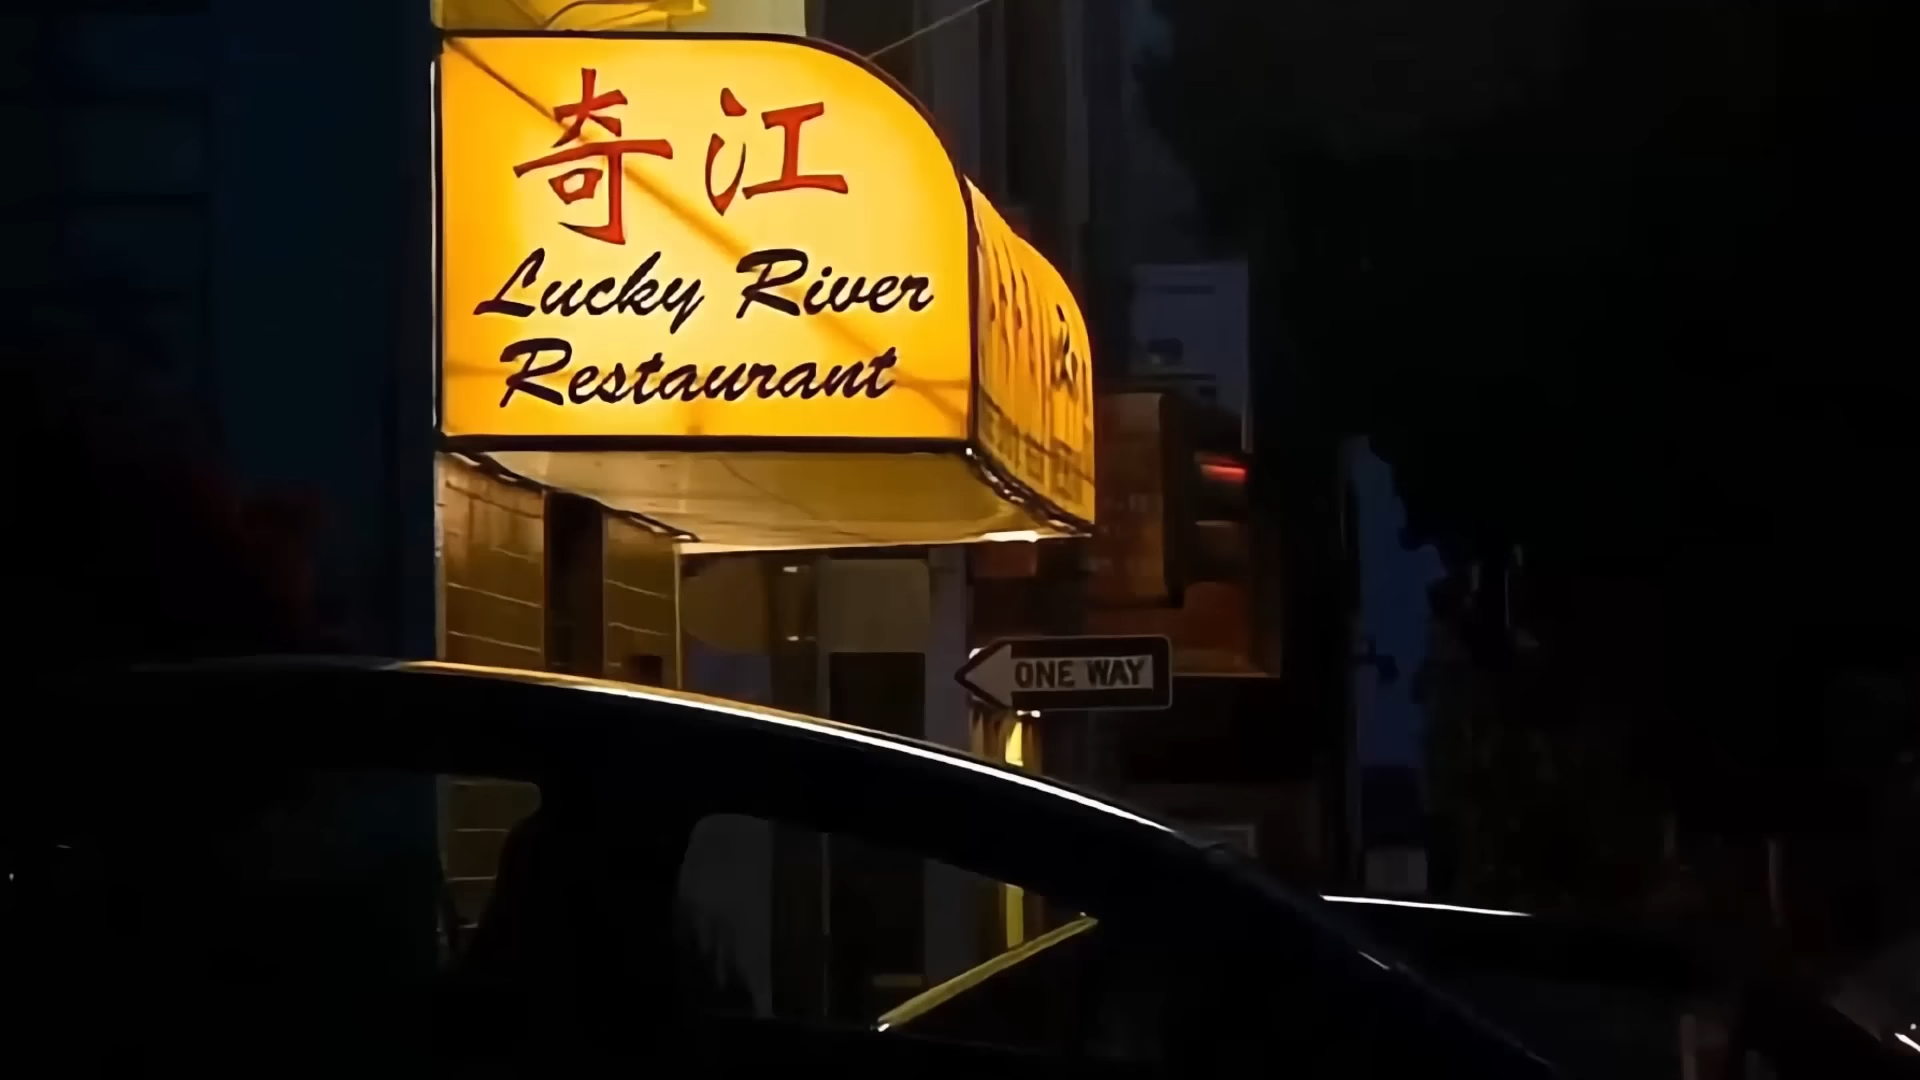 奇江
Lucky River
Restaurant
ONE WAY